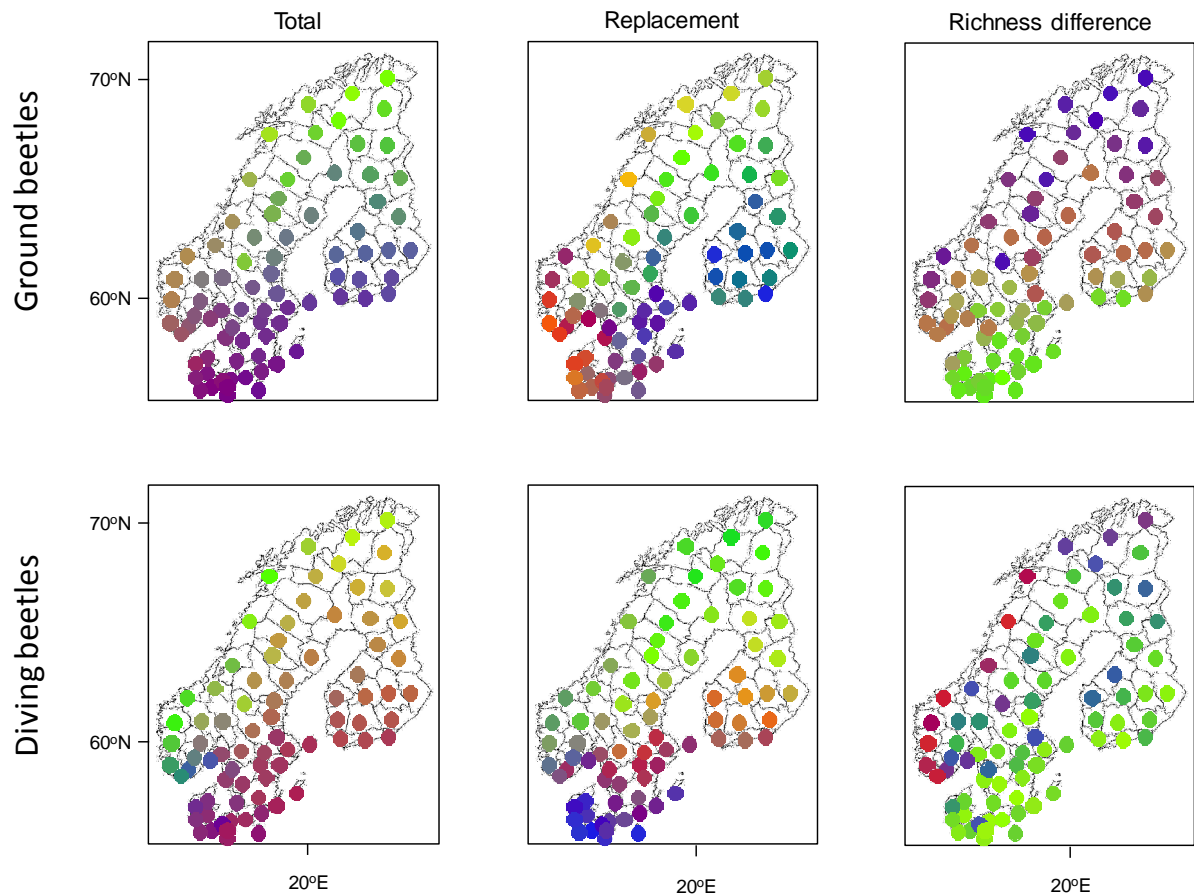 Total
Replacement
Richness difference
Ground beetles
70ºN
60ºN
Diving beetles
70ºN
60ºN
20ºE
20ºE
20ºE